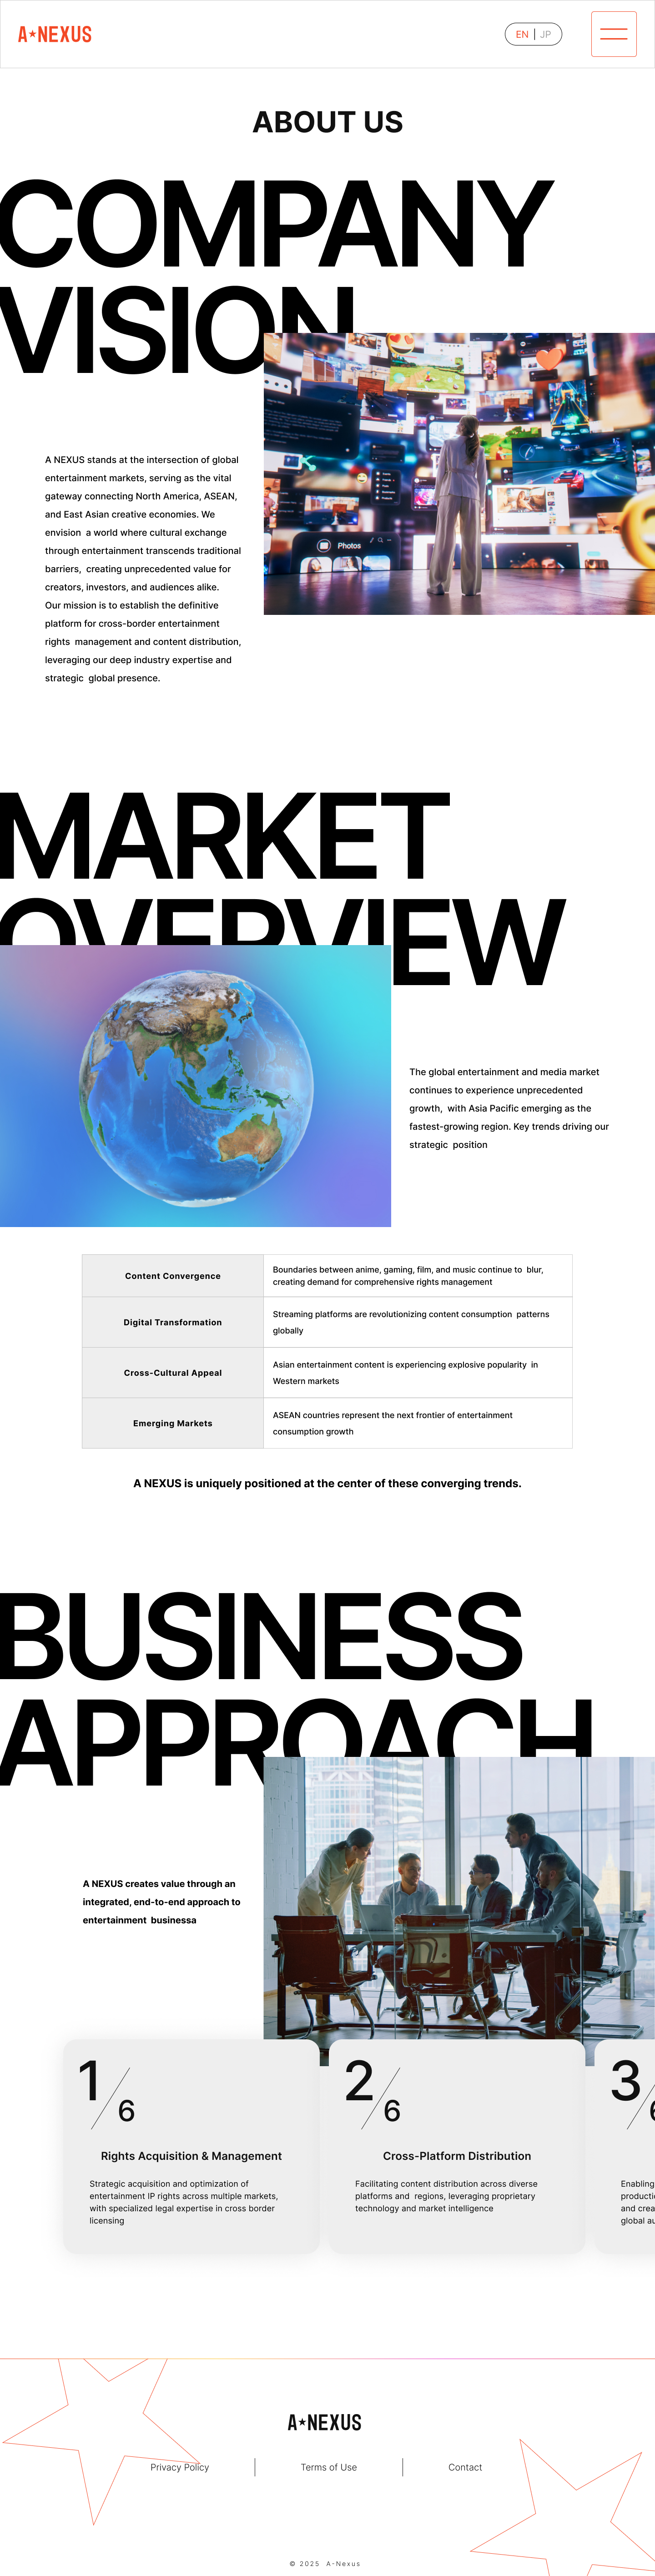 A★NEXUS
EN | JP
ABOUT US
COMPANY
VISION
Photos
A NEXUS stands at the intersection of global
entertainment markets, serving as the vital
gateway connecting North America, ASEAN,
and East Asian creative economies. We
envision a world where cultural exchange
through entertainment transcends traditional
barriers, creating unprecedented value for
creators, investors, and audiences alike.
Our mission is to establish the definitive
platform for cross-border entertainment
rights management and content distribution,
leveraging our deep industry expertise and
strategic global presence.
MARKET
OVERVIEW
The global entertainment and media market
continues to experience unprecedented
growth, with Asia Pacific emerging as the
fastest-growing region. Key trends driving our
strategic position
Content Convergence
Boundaries between anime, gaming, film, and music continue to blur,
creating demand for comprehensive rights management
Digital Transformation
Streaming platforms are revolutionizing content consumption patterns
globally
Cross-Cultural Appeal
Asian entertainment content is experiencing explosive popularity in
Western markets
Emerging Markets
ASEAN countries represent the next frontier of entertainment
consumption growth
A NEXUS is uniquely positioned at the center of these converging trends.
BUSINESS
APPROACH
A NEXUS creates value through an
integrated, end-to-end approach to
entertainment businessa
1/6
Rights Acquisition & Management
Strategic acquisition and optimization of
entertainment IP rights across multiple markets,
with specialized legal expertise in cross border
licensing
2/6
Cross-Platform Distribution
Facilitating content distribution across diverse
platforms and regions, leveraging proprietary
technology and market intelligence
3/6
Enabling
and
global
A★NEXUS
Privacy Policy
Terms of Use
Contact
© 2025 A-Nexus